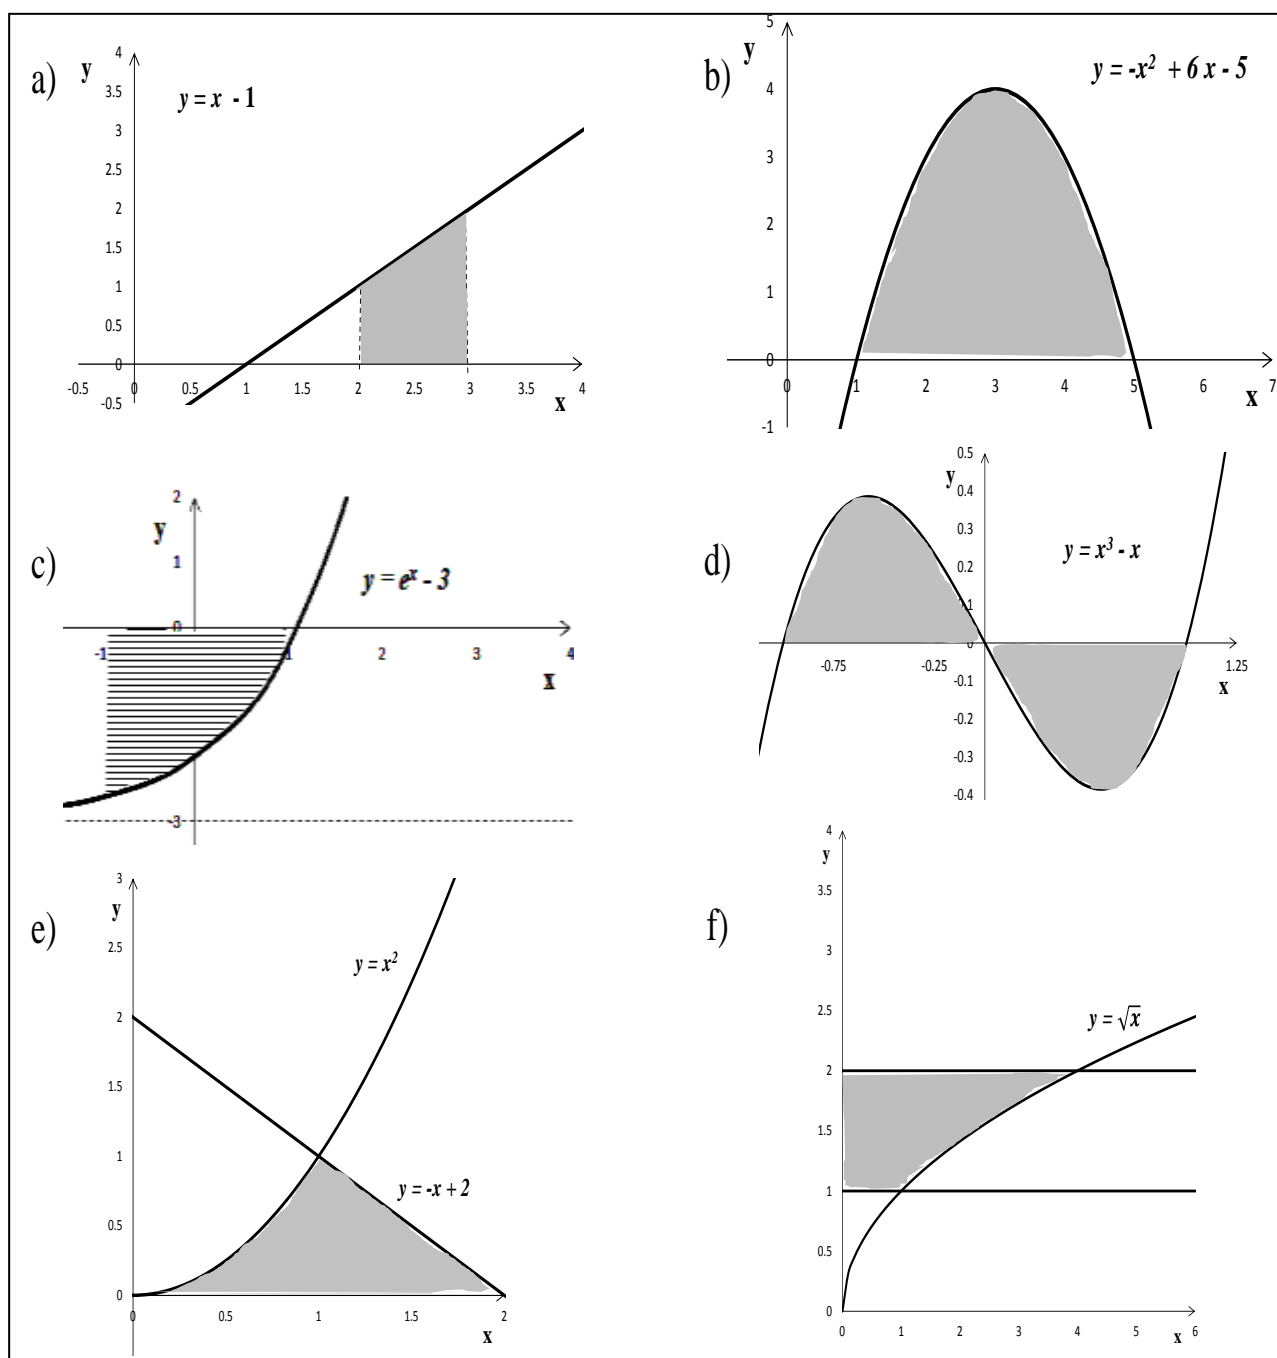 a)
y
y = x - 1
4
3.5
3
2.5
2
1.5
1
0.5
0
-0.5
-0.5 0 0.5 1 1.5 2 2.5 3 3.5 4
x
b)
y
y = -x² + 6 x - 5
5
4
3
2
1
0
-1
0 1 2 3 4 5 6 7
x
c)
y
y = eˣ - 3
2
1
0
-3
-1 1 2 3 4
x
d)
y
y = x³ - x
0.5
0.4
0.3
0.2
0.1
0
-0.1
-0.2
-0.3
-0.4
-0.75 -0.25 1.25
x
e)
y
y = x²
y = -x + 2
3
2.5
2
1.5
1
0.5
0
0 0.5 1 1.5 2
x
f)
y
y = √x
4
3.5
3
2.5
2
1.5
1
0.5
0
0 1 2 3 4 5 6
x